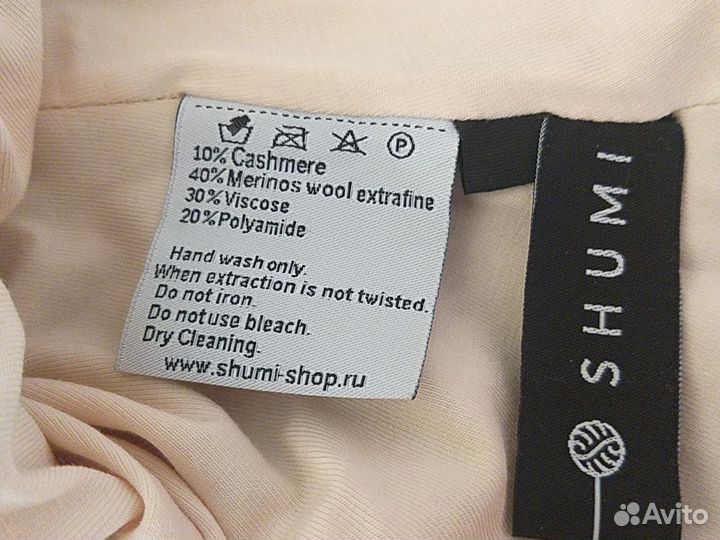 P
10%Cashmere
40%Merinos wool extrafine
30%Viscose
20%Polyamide
Hand wash only.
When extraction is not twisted.
Do not iron.
Do not use bleach.
Dry Cleaning.
www.shumi-shop.ru
SHUMI
Avito